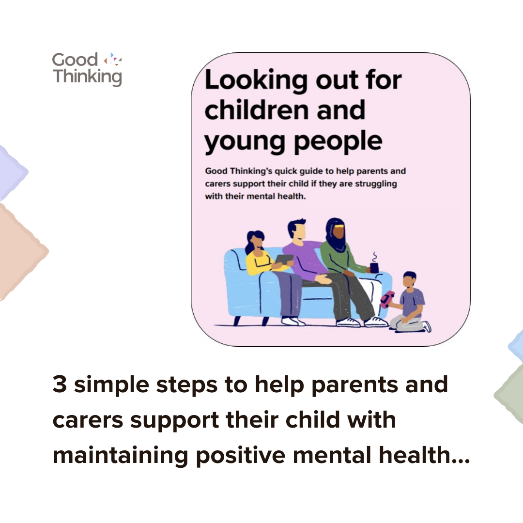 Good
Thinking
Looking out for
children and
young people
Good Thinking's quick guide to help parents and
carers support their child if they are struggling
with their mental health.
3 simple steps to help parents and
carers support their child with
maintaining positive mental health...